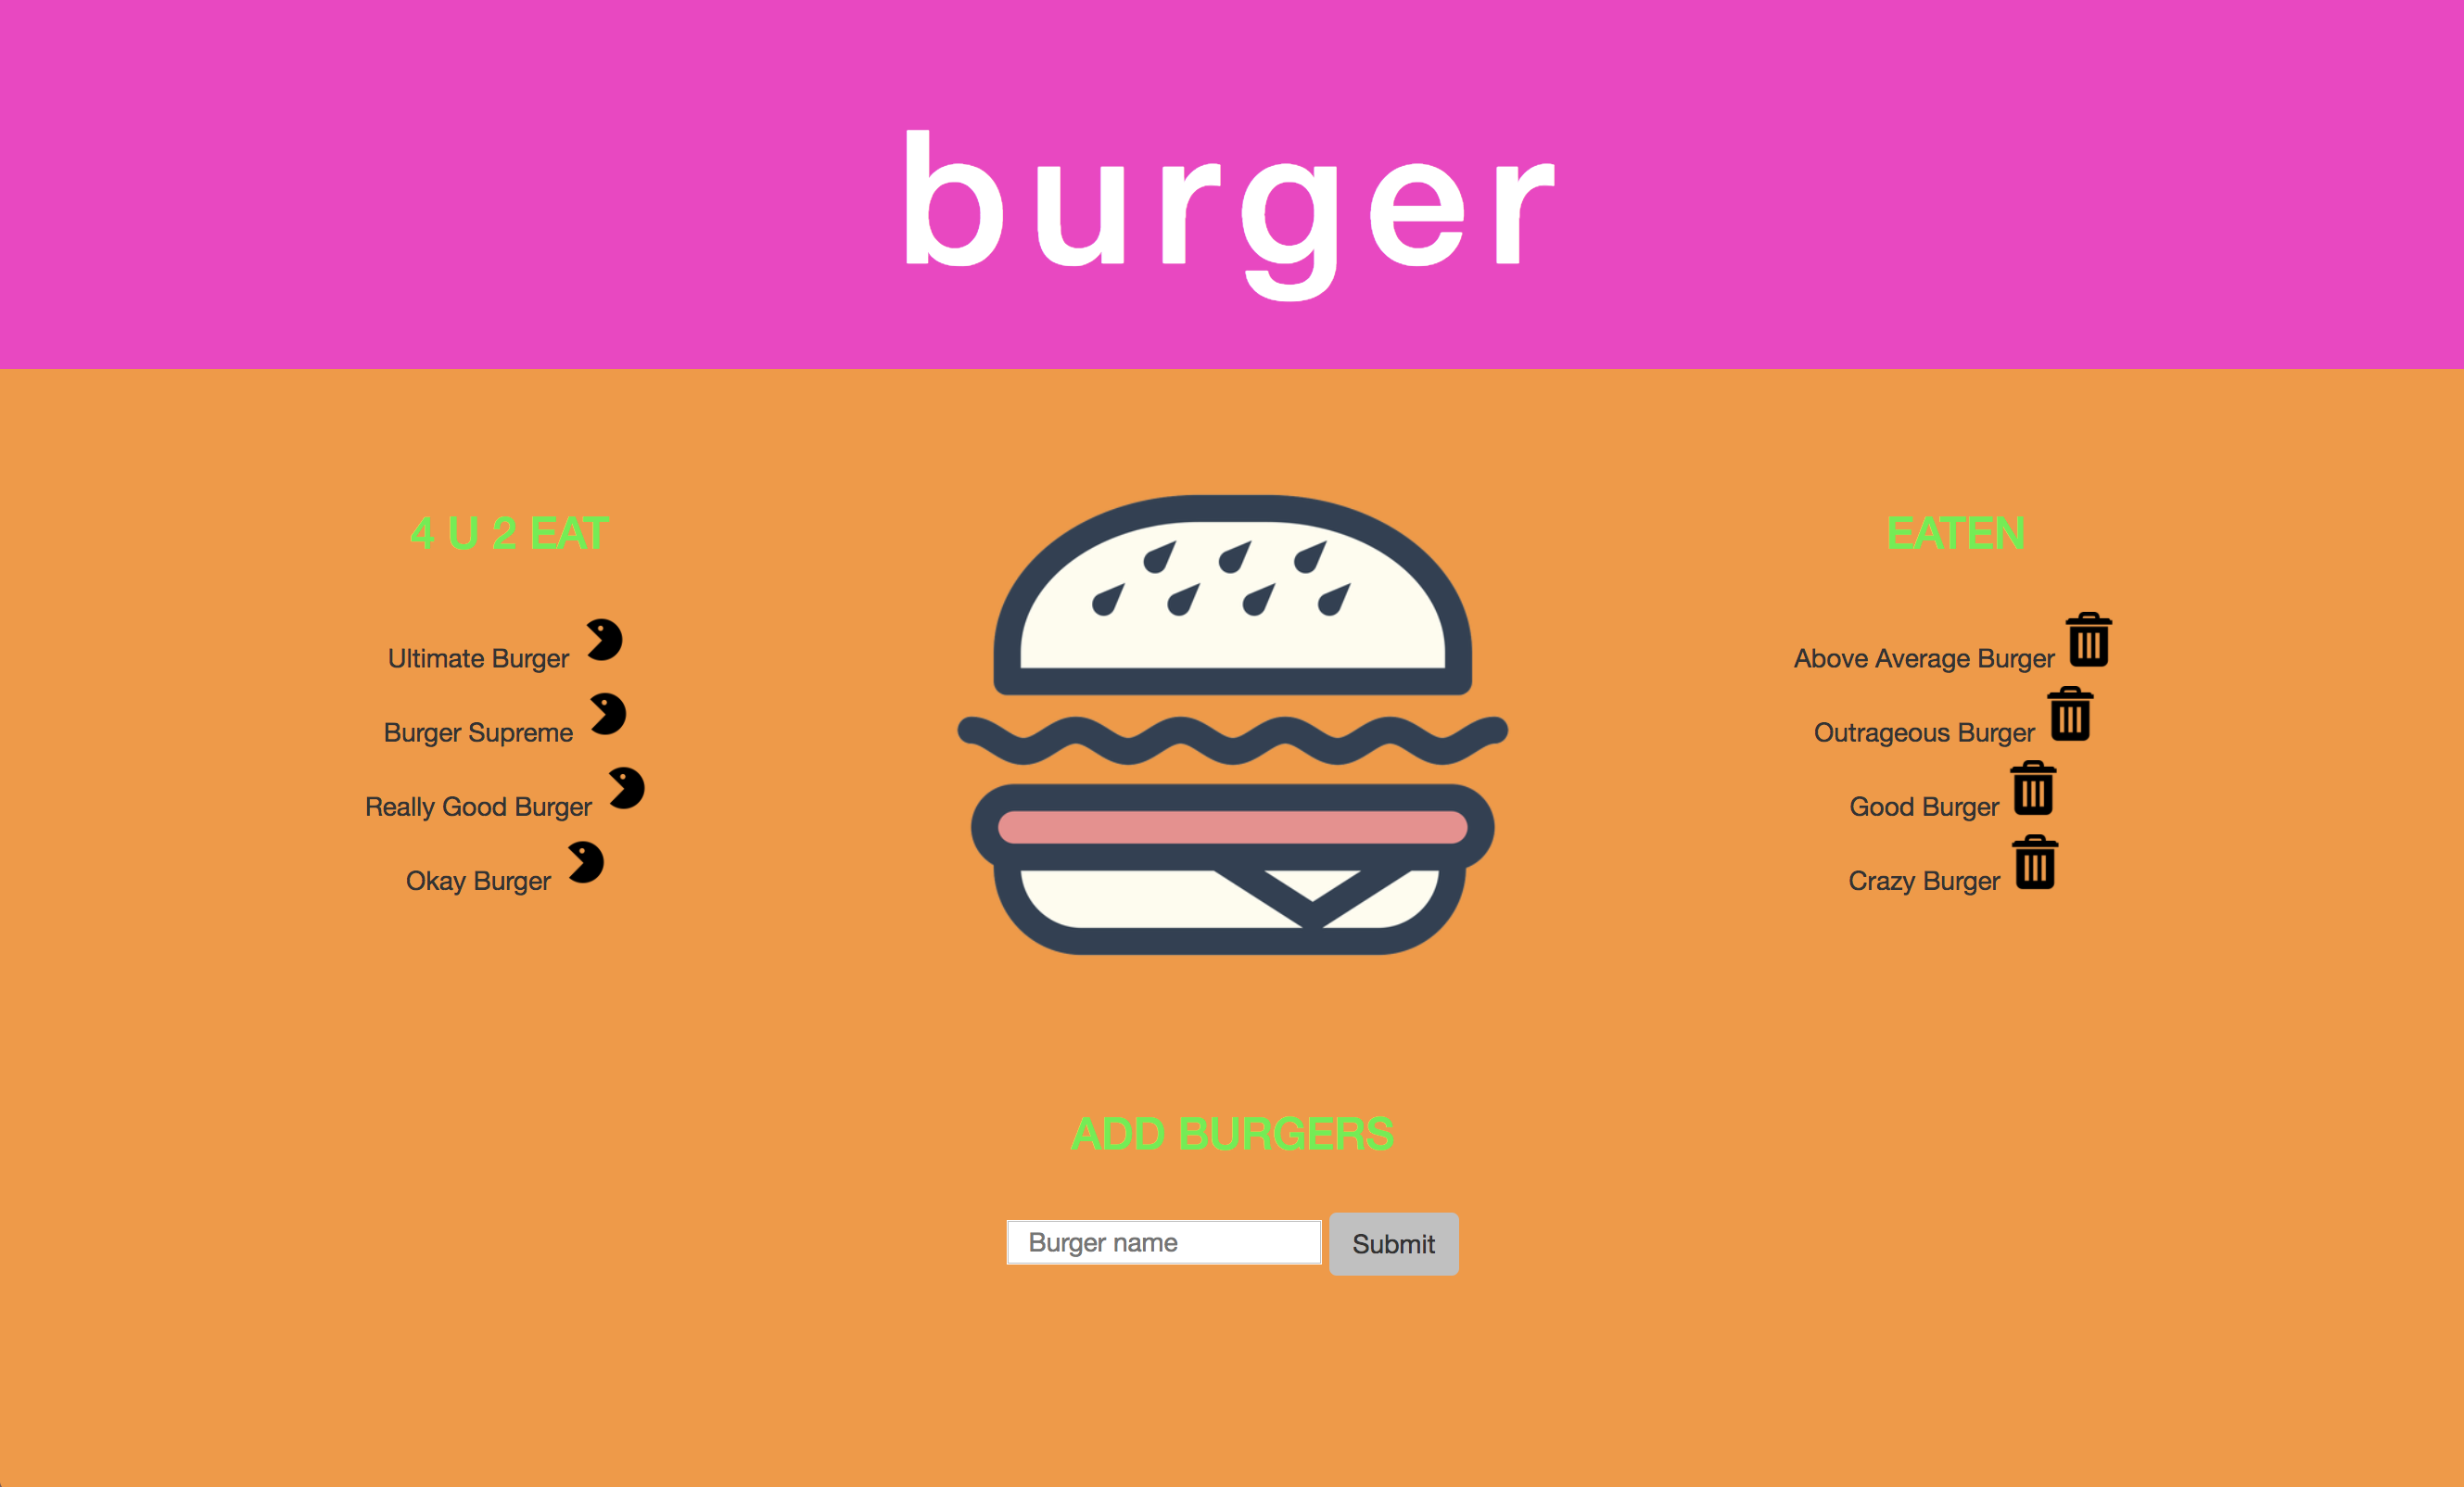 burger
4 U 2 EAT
Ultimate Burger
Burger Supreme
Really Good Burger
Okay Burger
EATEN
Above Average Burger
Outrageous Burger
Good Burger
Crazy Burger
ADD BURGERS
Burger name
Submit